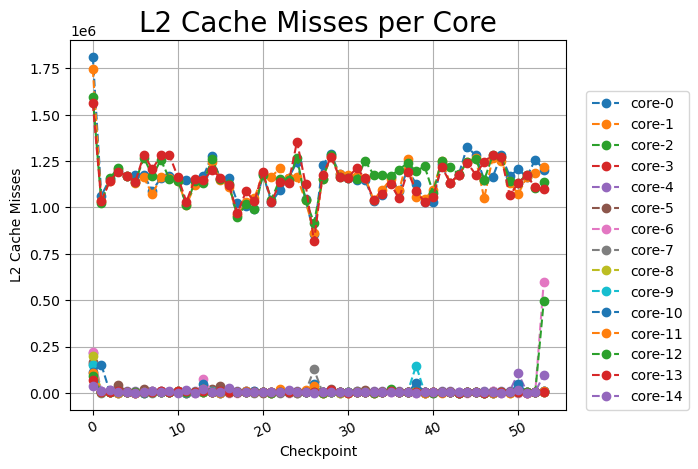 L2 Cache Misses per Core
1e6
1.75
1.50
1.25
1.00
0.75
0.50
0.25
0.00
L2 Cache Misses
0
10
20
30
40
50
Checkpoint
core-0
core-1
core-2
core-3
core-4
core-5
core-6
core-7
core-8
core-9
core-10
core-11
core-12
core-13
core-14